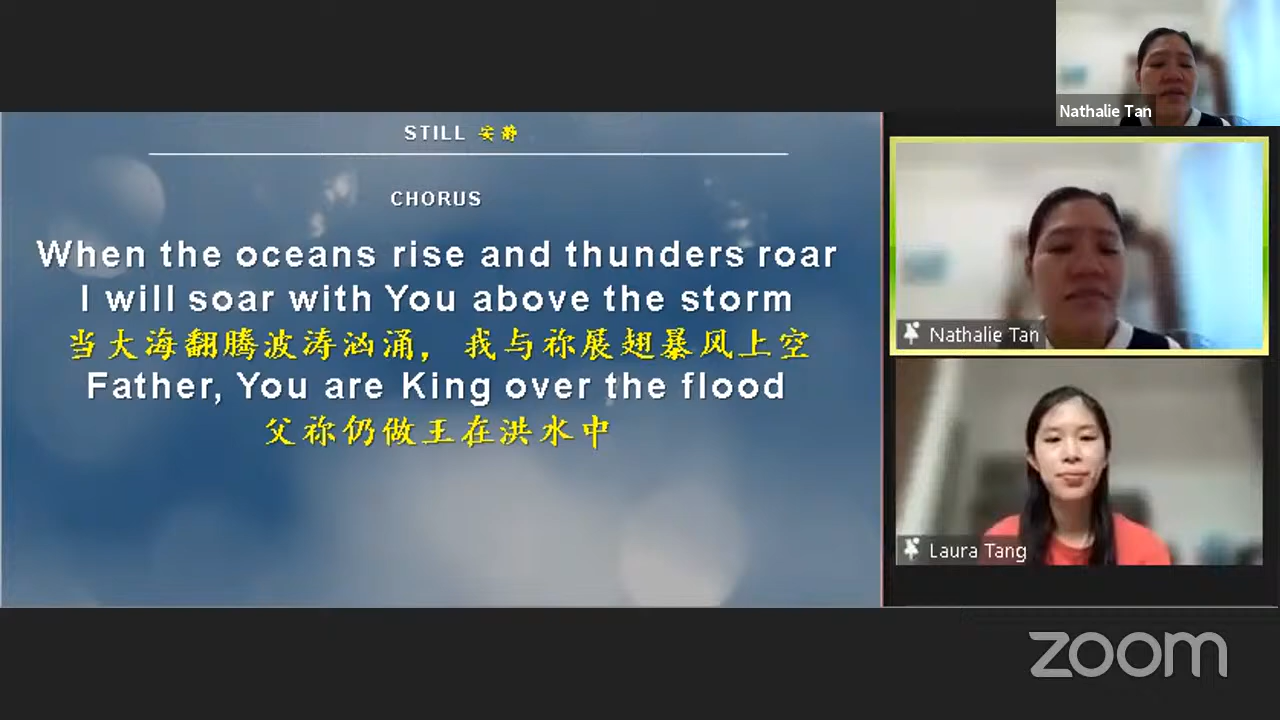 STILL 安静
CHORUS
When the oceans rise and thunders roar
I will soar with You above the storm
当大海翻腾波涛汹涌，我与祢展翅暴风上空
Father, You are King over the flood
父祢仍做王在洪水中
Nathalie Tan
Nathalie Tan
Laura Tang
zoom